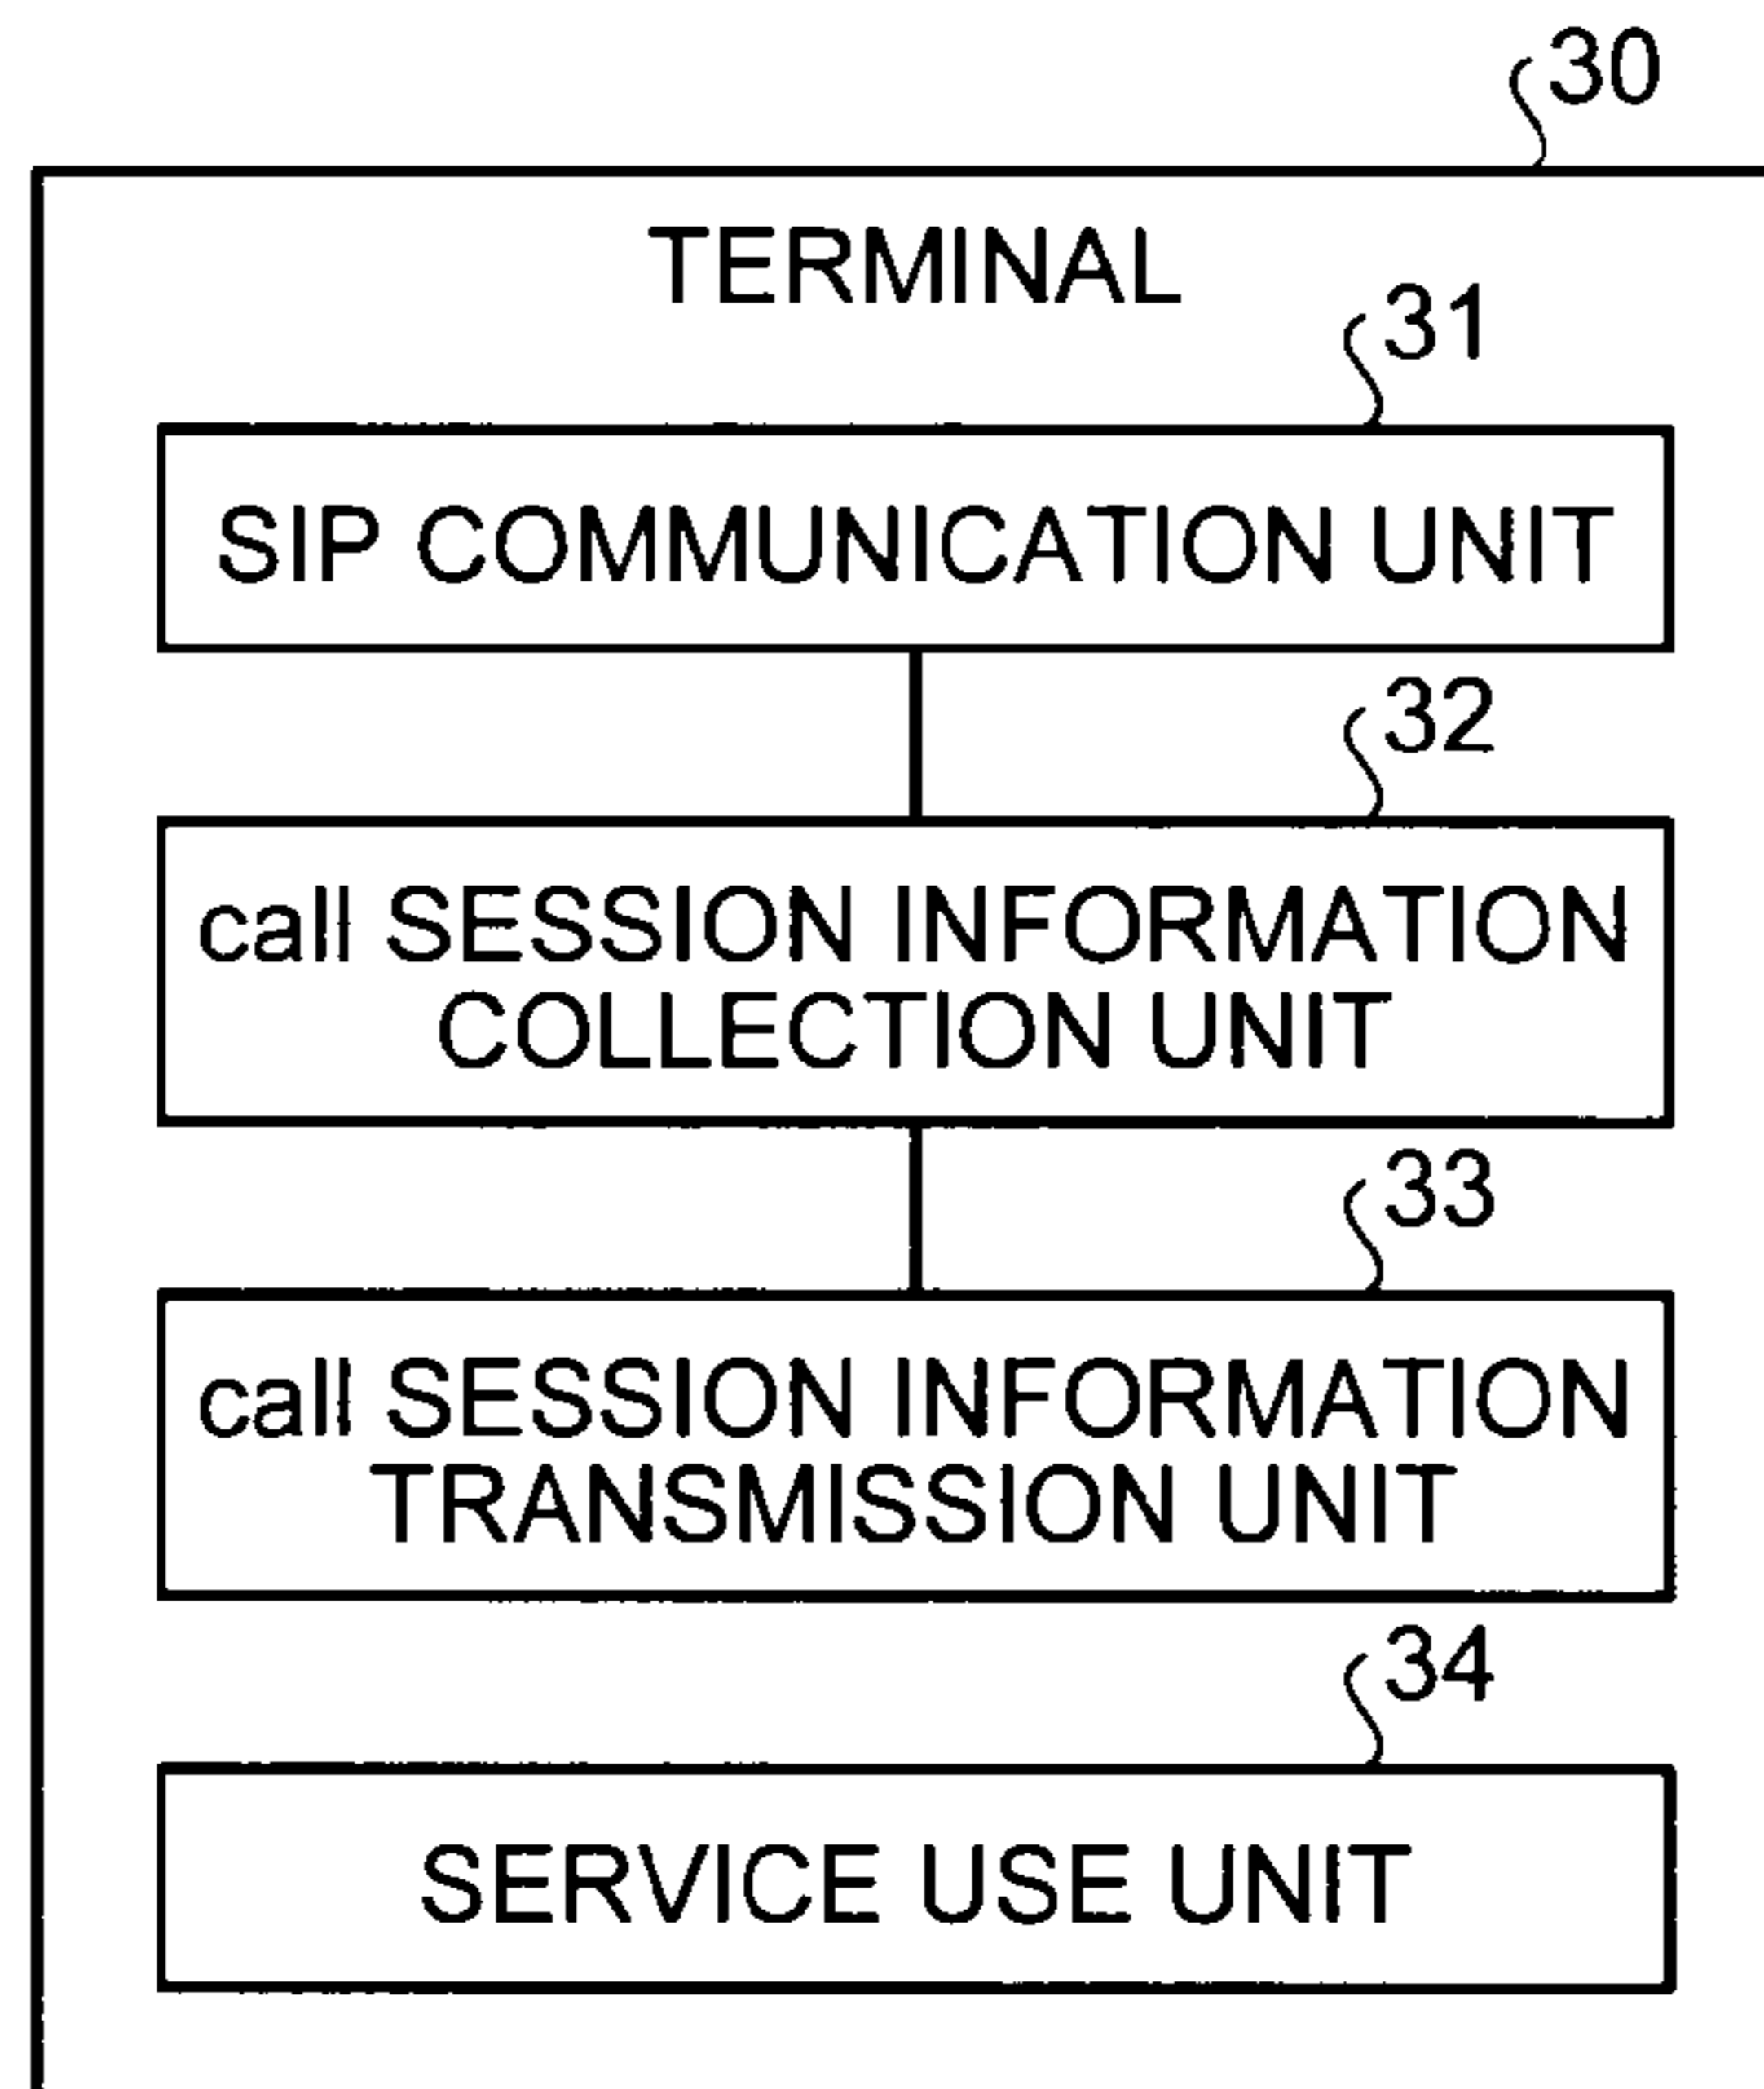 30
TERMINAL
31
SIP COMMUNICATION UNIT
32
call SESSION INFORMATION
COLLECTION UNIT
33
call SESSION INFORMATION
TRANSMISSION UNIT
34
SERVICE USE UNIT